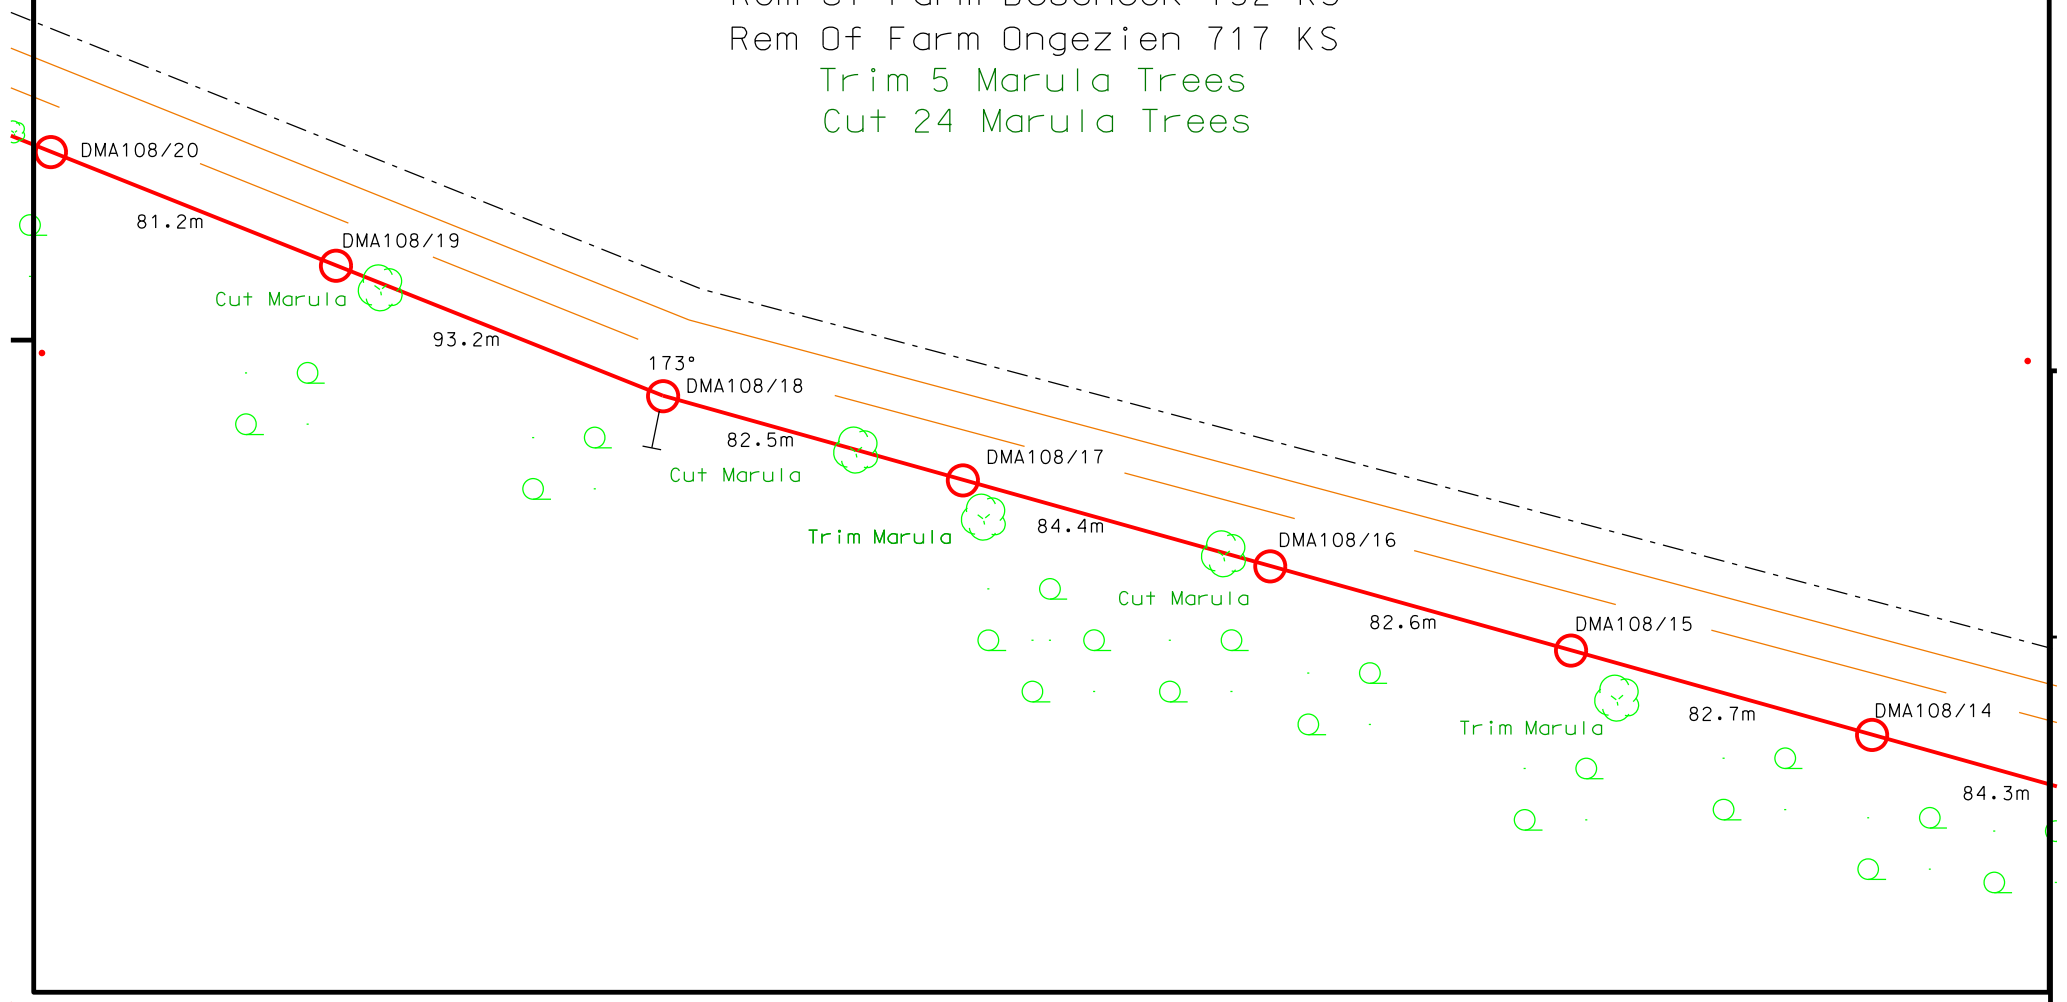 Rem Of Farm Ongezien 717 KS
Trim 5 Marula Trees
Cut 24 Marula Trees
DMA108/20
81.2m
DMA108/19
Cut Marula
93.2m
173°
DMA108/18
82.5m
Cut Marula
DMA108/17
Trim Marula
84.4m
DMA108/16
Cut Marula
82.6m
DMA108/15
Trim Marula
82.7m
DMA108/14
84.3m